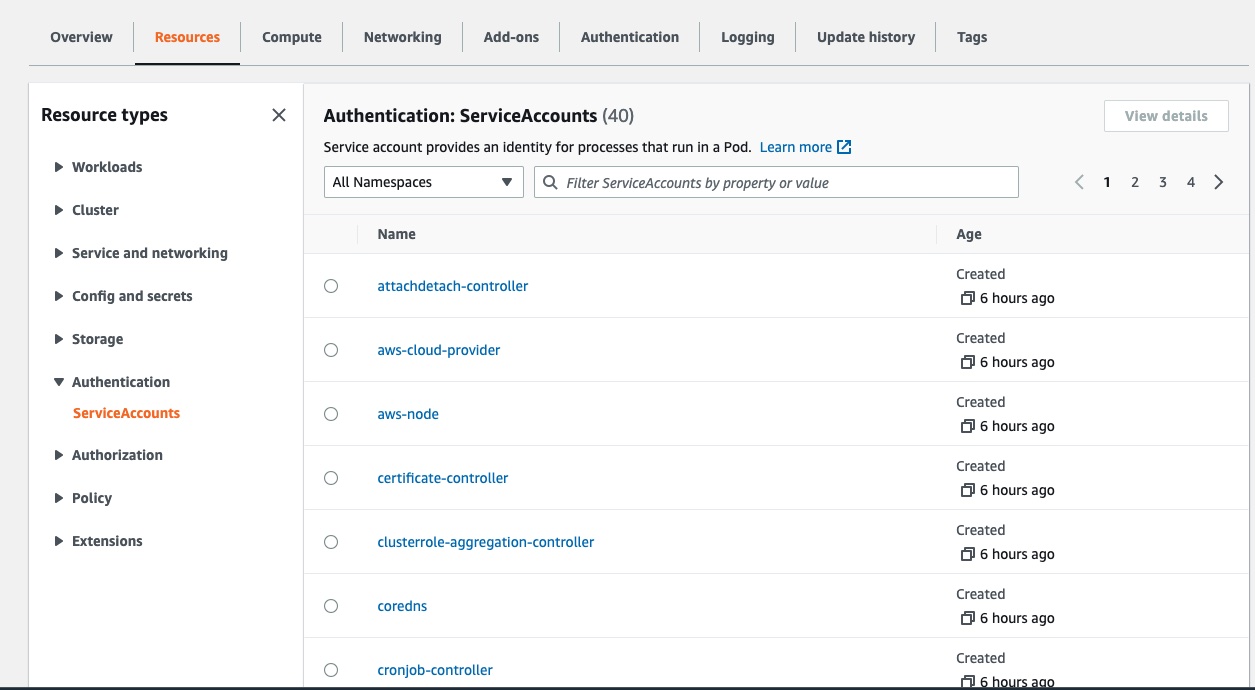 Overview Resources Compute Networking Add-ons Authentication Logging Update history Tags
Resource types
Workloads
Cluster
Service and networking
Config and secrets
Storage
Authentication
ServiceAccounts
Authorization
Policy
Extensions
Authentication: ServiceAccounts (40)
View details
Service account provides an identity for processes that run in a Pod. Learn more
All Namespaces Filter ServiceAccounts by property or value 1 2 3 4
Name Age
attachdetach-controller
Created
6 hours ago
aws-cloud-provider
Created
6 hours ago
aws-node
Created
6 hours ago
certificate-controller
Created
6 hours ago
clusterrole-aggregation-controller
Created
6 hours ago
coredns
Created
6 hours ago
cronjob-controller
Created
6 hours ago